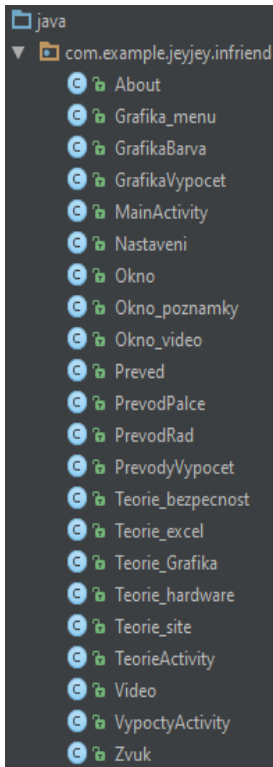 java
com.example.jeyjey.infriend
About
Grafika_menu
GrafikaBarva
GrafikaVypocet
MainActivity
Nastaveni
Okno
Okno_poznamky
Okno_video
Preved
PrevodPalce
PrevodRad
PrevodyVypocet
Teorie_bezpecnost
Teorie_excel
Teorie_Grafika
Teorie_hardware
Teorie_site
TeorieActivity
Video
VypoctyActivity
Zvuk